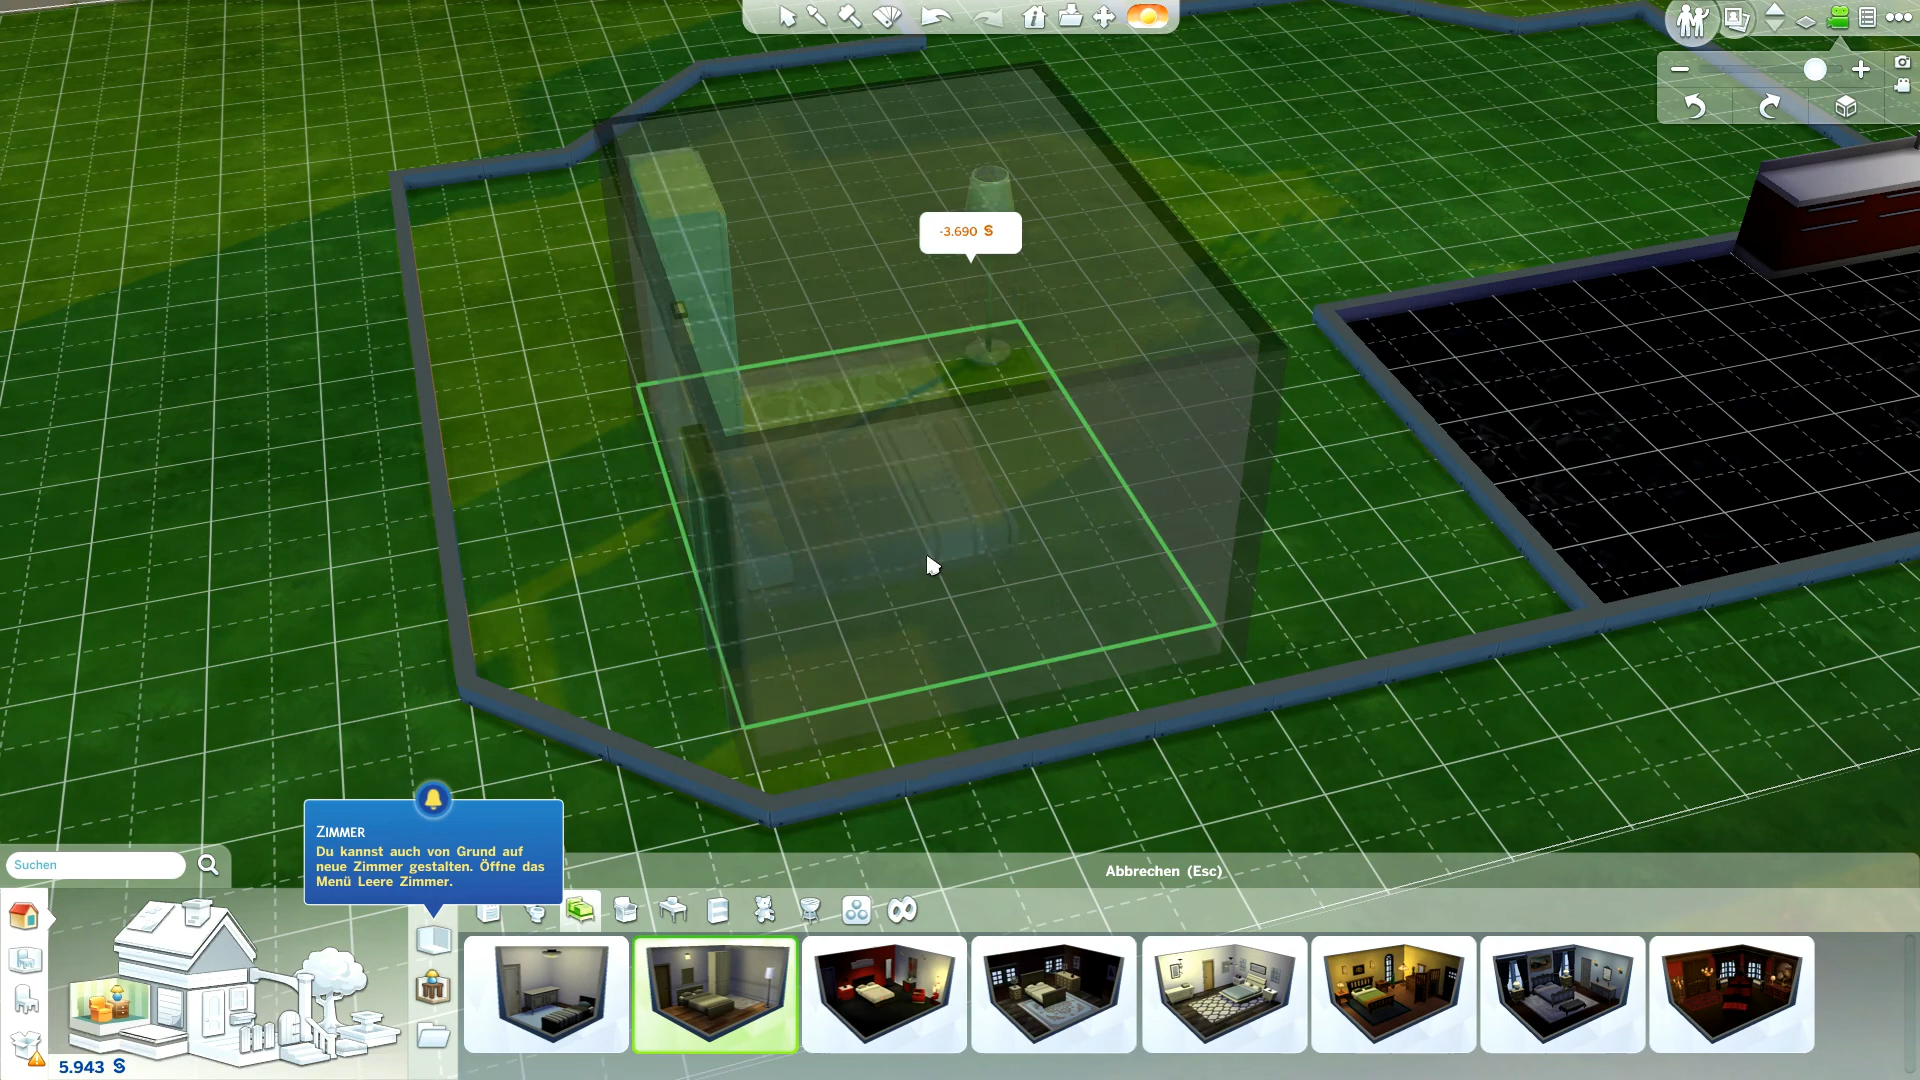 -3.690 §
Suchen
ZIMMER
Du kannst auch von Grund auf
neue Zimmer gestalten. Öffne das
Menü Leere Zimmer.
Abbrechen (Esc)
5.943 §